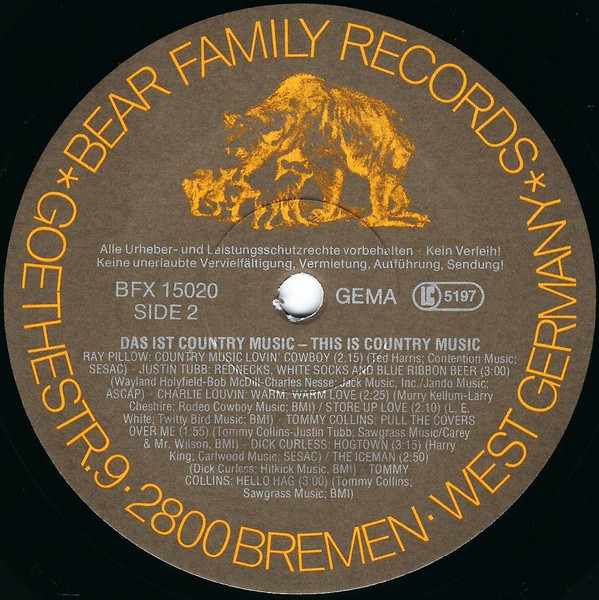 GOETHESTR. 9 · 2800 BREMEN · WEST GERMANY * BEAR FAMILY RECORDS *
Alle Urheber- und Leistungsschutzrechte vorbehalten · Kein Verleih!
Keine unerlaubte Vervielfältigung, Vermietung, Aufführung, Sendung!
BFX 15020 GEMA LC 5197
SIDE 2
DAS IST COUNTRY MUSIC – THIS IS COUNTRY MUSIC
RAY PILLOW: COUNTRY MUSIC LOVIN' COWBOY (2:15) (Ted Harris; Contention Music;
SESAC) - JUSTIN TUBB: REDNECKS, WHITE SOCKS AND BLUE RIBBON BEER (3:00)
(Wayland Holyfield-Bob McDill-Charles Nesse; Jack Music, Inc./Jando Music;
ASCAP) - CHARLIE LOUVIN: WARM, WARM LOVE (2:25) (Murry Kellum-Larry
Cheshire; Rodeo Cowboy Music; BMI) / STORE UP LOVE (2:10) (L. E.
White; Twitty Bird Music; BMI) - TOMMY COLLINS: PULL THE COVERS
OVER ME (1:55) (Tommy Collins-Justin Tubb; Sawgrass Music/Carey
& Mr. Wilson, BMI) - DICK CURLESS: HOGTOWN (3:15) (Harry
King; Carlwood Music; SESAC) / THE ICEMAN (2:50)
(Dick Curless; Hitkick Music, BMI) - TOMMY
COLLINS: HELLO HAG (3:00) (Tommy Collins;
Sawgrass Music; BMI)